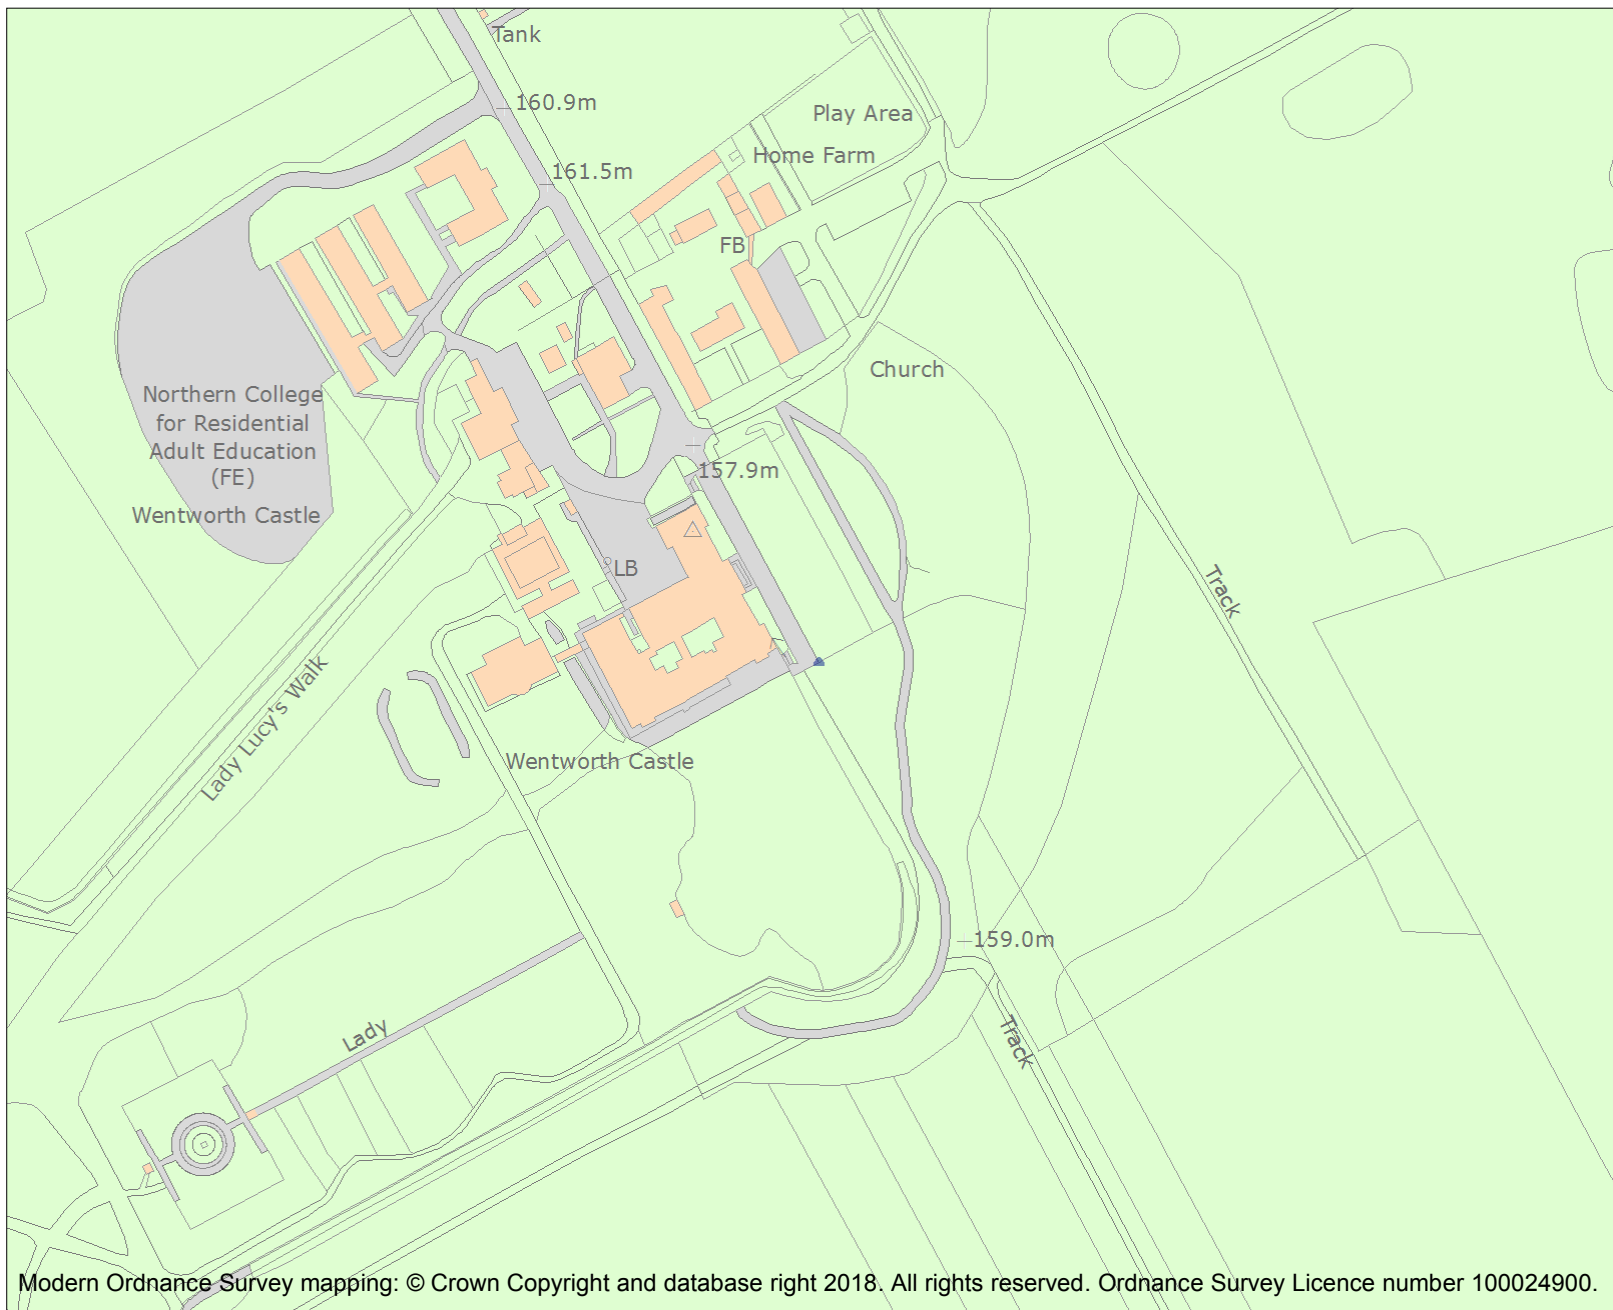 Tank
160.9m
Play Area
Home Farm
161.5m
FB
Church
Northern College
for Residential
Adult Education
(FE)
157.9m
Wentworth Castle
LB
Track
Lady Lucy's Walk
Wentworth Castle
159.0m
Lady
Track
Modern Ordnance Survey mapping: © Crown Copyright and database right 2018. All rights reserved. Ordnance Survey Licence number 100024900.